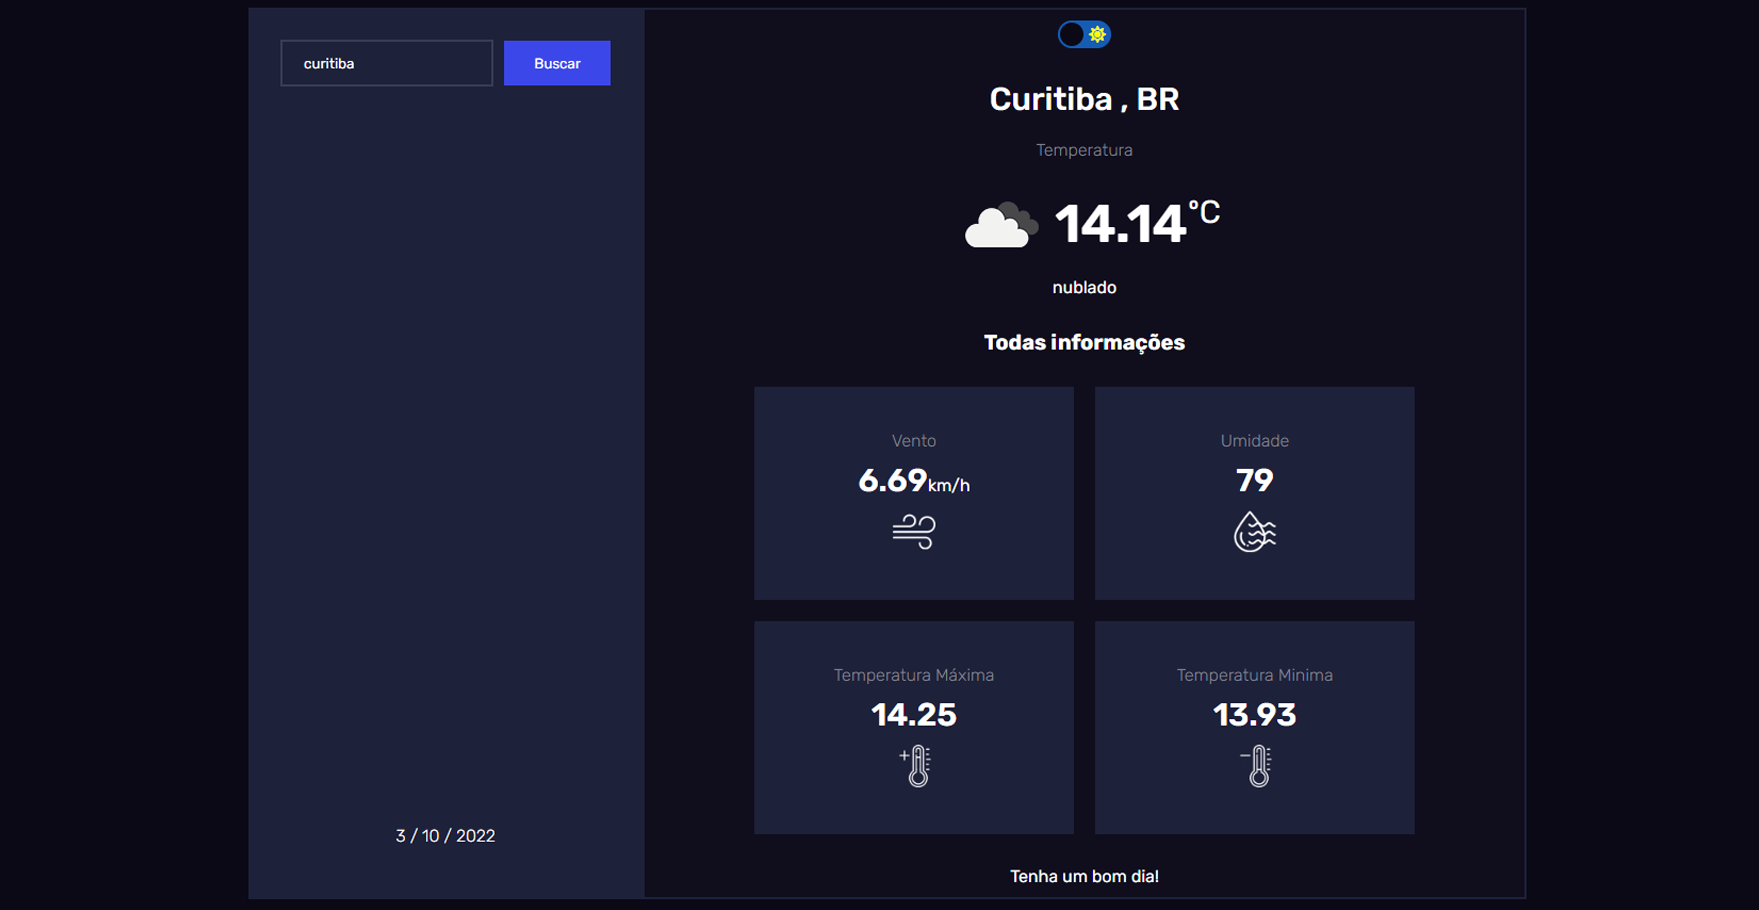 curitiba
Buscar
3 / 10 / 2022
Curitiba , BR
Temperatura
14.14°C
nublado
Todas informações
Vento
6.69km/h
Umidade
79
Temperatura Máxima
14.25
Temperatura Minima
13.93
Tenha um bom dia!